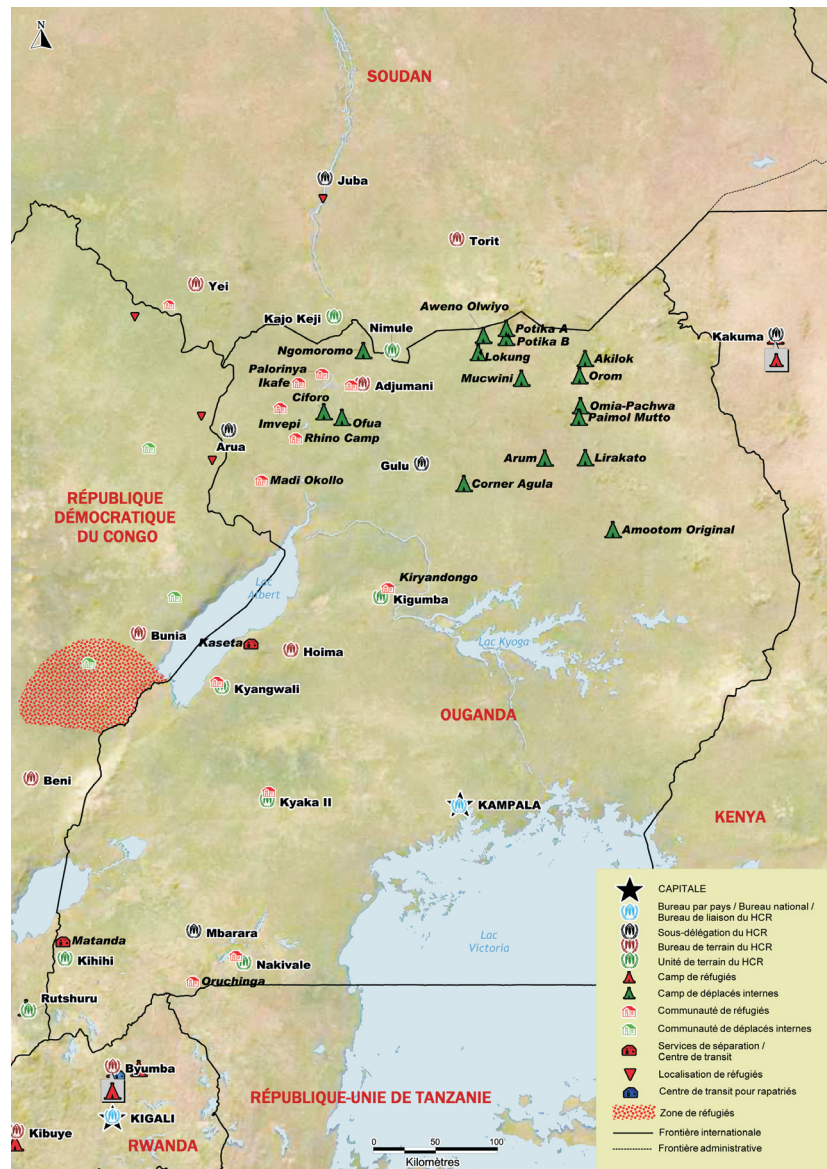 N
SOUDAN
Juba
Torit
Yei
Aweno Olwiyo
Kajo Keji
Nimule
Potika A
Potika B
Kakuma
Ngomoromo
Lokung
Akilok
Palorinya
Ikafe
Adjumani
Mucwini
Orom
Ciforo
Omia-Pachwa
Imvepi
Ofua
Paimol Mutto
Arua
Rhino Camp
Gulu
Arum
Lirakato
Madi Okollo
Corner Agula
RÉPUBLIQUE
DÉMOCRATIQUE
DU CONGO
Amootom Original
Lac
Albert
Kiryandongo
Kigumba
Bunia
Kaseta
Hoima
Lac Kyoga
Kyangwali
OUGANDA
Beni
Kyaka II
KAMPALA
KENYA
Mbarara
Lac
Victoria
Matanda
Kihihi
Nakivale
Oruchinga
Rutshuru
Byumba
RÉPUBLIQUE-UNIE DE TANZANIE
KIGALI
Kibuye
RWANDA
0 50 100
Kilomètres
CAPITALE
Bureau par pays / Bureau national /
Bureau de liaison du HCR
Sous-délégation du HCR
Bureau de terrain du HCR
Unité de terrain du HCR
Camp de réfugiés
Camp de déplacés internes
Communauté de réfugiés
Communauté de déplacés internes
Services de séparation /
Centre de transit
Localisation de réfugiés
Centre de transit pour rapatriés
Zone de réfugiés
Frontière internationale
Frontière administrative